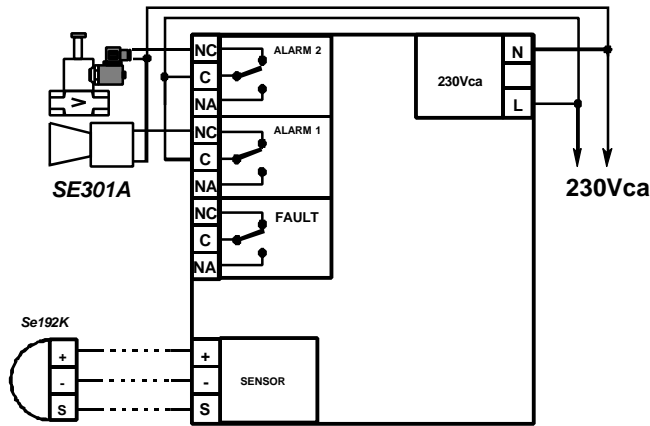 NC
ALARM 2
C
NA
NC
ALARM 1
C
NA
NC
FAULT
C
NA
230Vca
N
L
230Vca
V
SE301A
Se192K
+
-
S
+
-
S
SENSOR